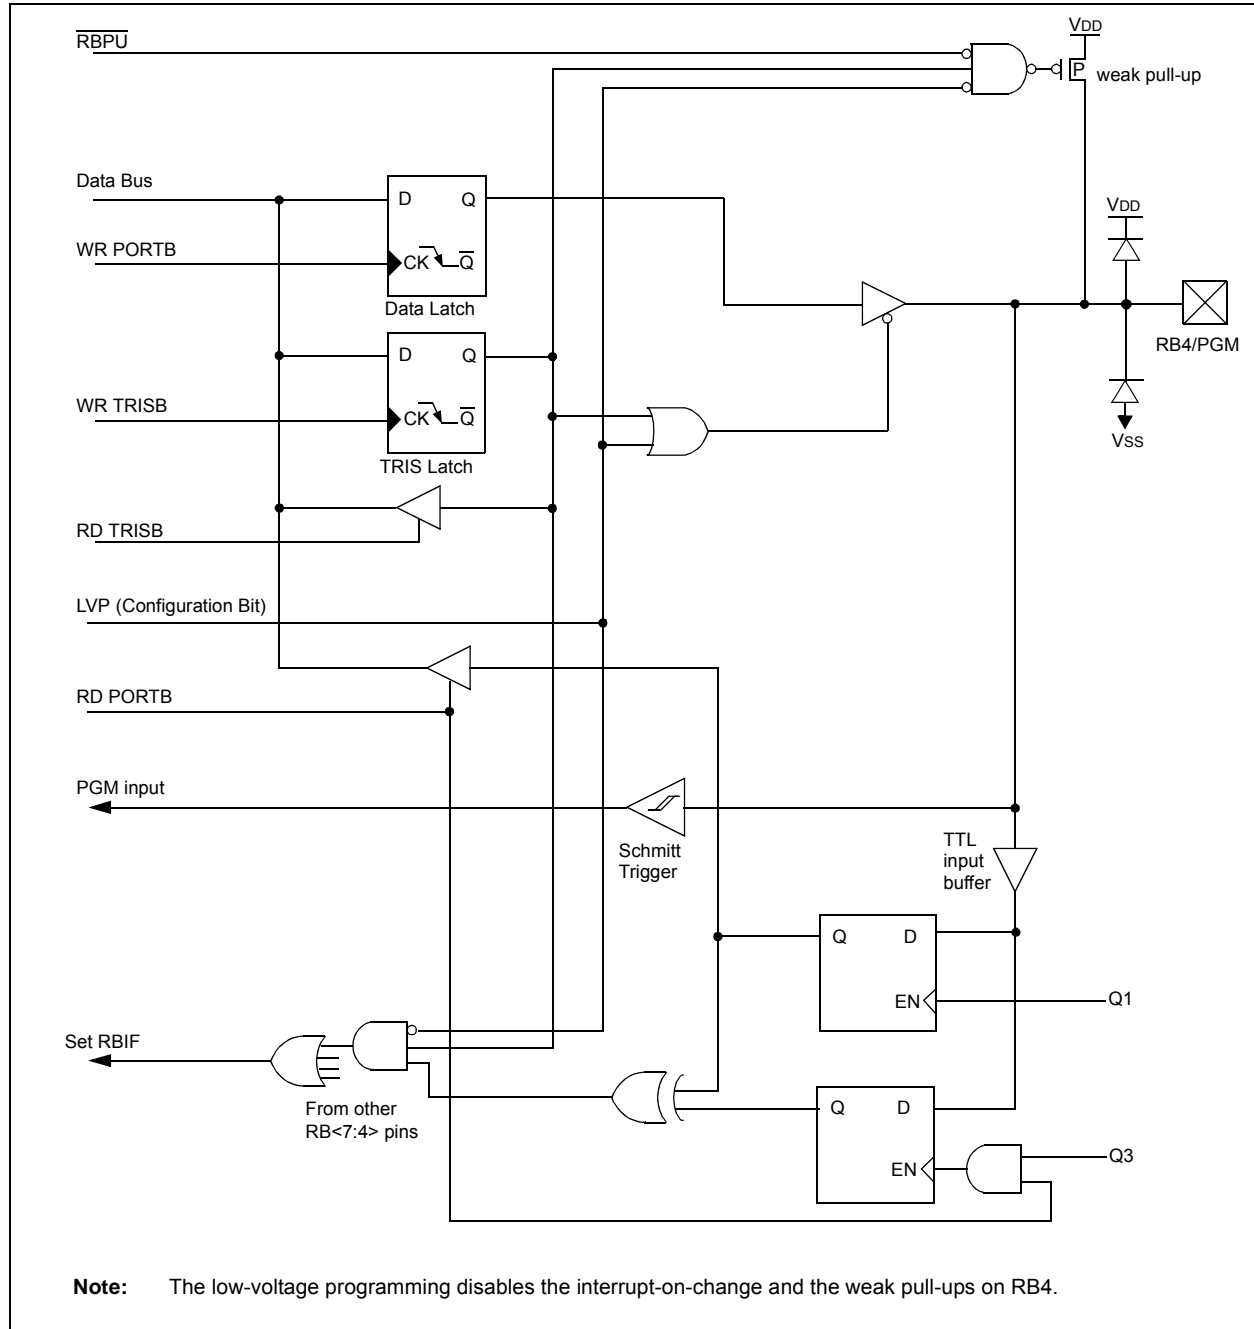 RBPU
VDD
P
weak pull-up
Data Bus
D
Q
VDD
WR PORTB
CK
Q
Data Latch
RB4/PGM
D
Q
WR TRISB
CK
Q
VSS
TRIS Latch
RD TRISB
LVP (Configuration Bit)
RD PORTB
PGM input
Schmitt
Trigger
TTL
input
buffer
Q
D
EN
Q1
Set RBIF
From other
RB<7:4> pins
Q
D
EN
Q3
Note: The low-voltage programming disables the interrupt-on-change and the weak pull-ups on RB4.